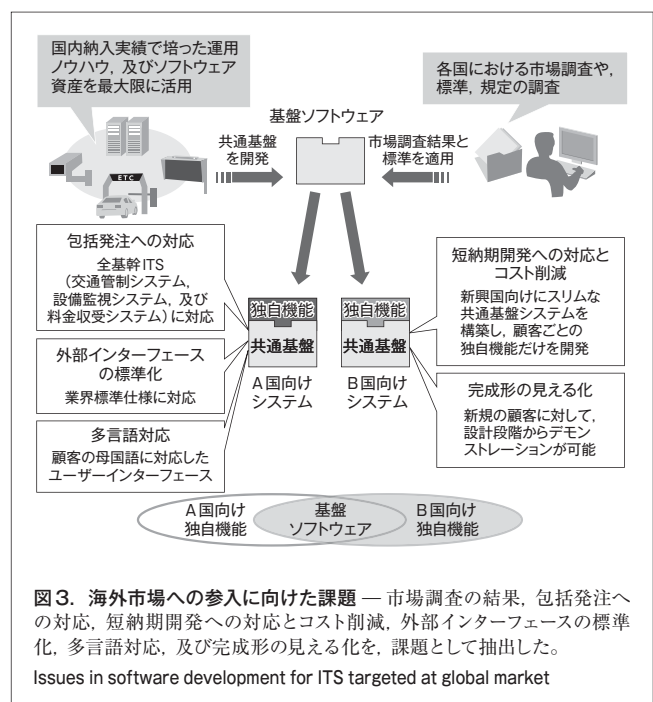 国内納入実績で培った運用
ノウハウ，及びソフトウェア
資産を最大限に活用
各国における市場調査や，
標準，規定の調査
基盤ソフトウェア
共通基盤
を開発
市場調査結果と
標準を適用
ETC
包括発注への対応
全基幹ITS
（交通管制システム，
設備監視システム，及び
料金収受システム）に対応
外部インターフェース
の標準化
業界標準仕様に対応
多言語対応
顧客の母国語に対応した
ユーザーインターフェース
独自機能
共通基盤
A国向け
システム
独自機能
共通基盤
B国向け
システム
短納期開発への対応と
コスト削減
新興国向けにスリムな
共通基盤システムを
構築し，顧客ごとの
独自機能だけを開発
完成形の見える化
新規の顧客に対して，
設計段階からデモン
ストレーションが可能
A国向け
独自機能
基盤
ソフトウェア
B国向け
独自機能
図3．海外市場への参入に向けた課題 — 市場調査の結果，包括発注へ
の対応，短納期開発への対応とコスト削減，外部インターフェースの標準
化，多言語対応，及び完成形の見える化を，課題として抽出した。
Issues in software development for ITS targeted at global market